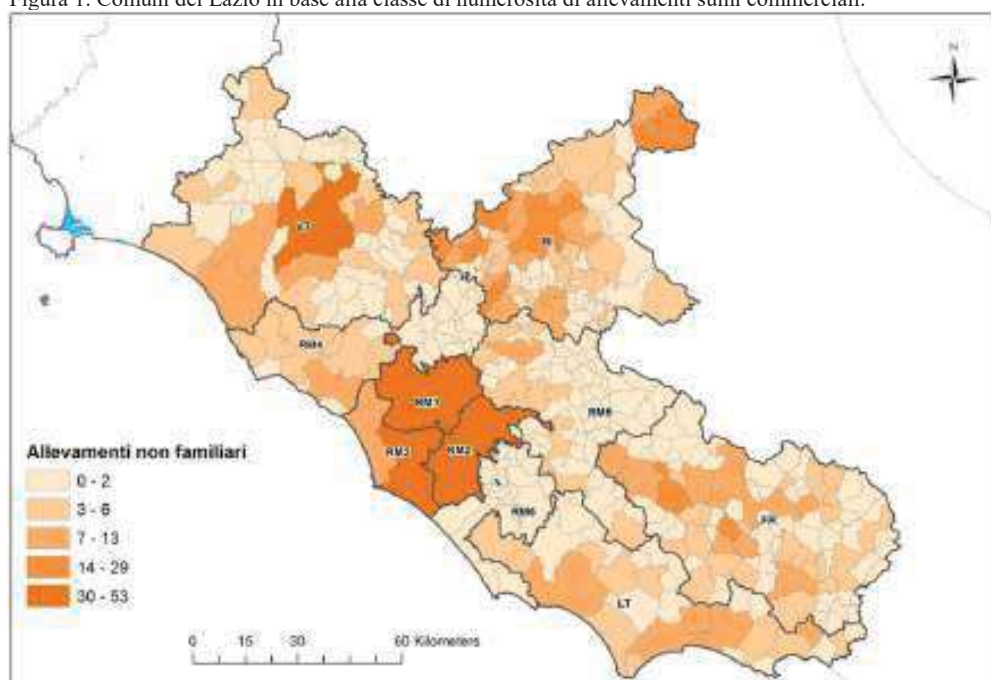 Figura 1. Comuni del Lazio in base alla classe di numerosità di allevamenti suini commerciali.
N
VT
RI
RM4
RM1
RM5
RM3
RM2
RM6
FR
LT
Allevamenti non familiari
0 - 2
3 - 6
7 - 13
14 - 29
30 - 53
0 15 30 60 Kilometers